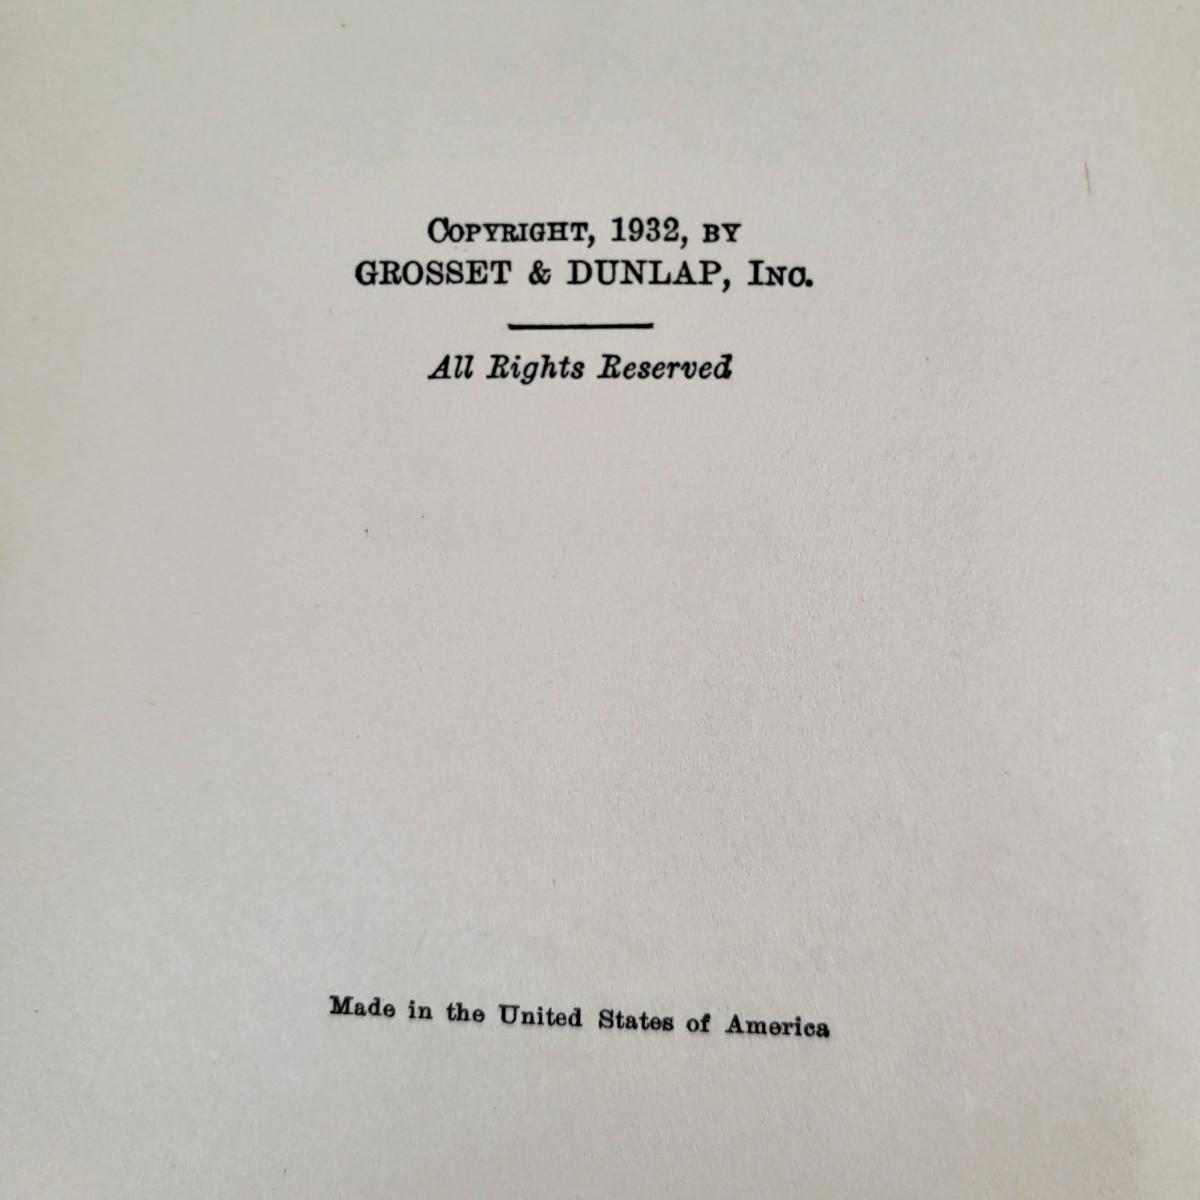 COPYRIGHT, 1932, BY
GROSSET & DUNLAP, INC.
All Rights Reserved
Made in the United States of America